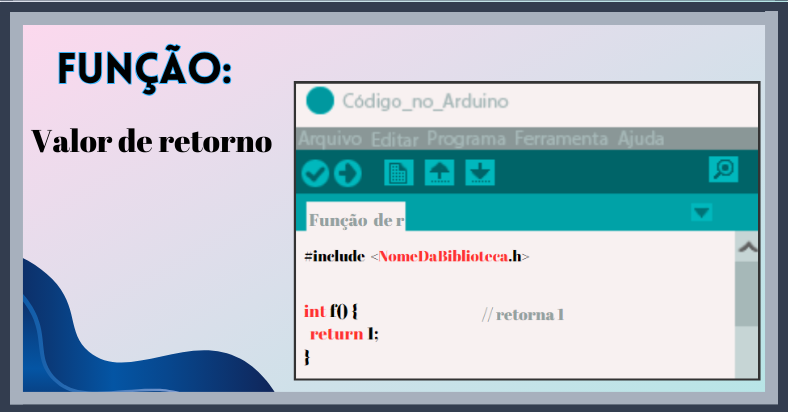 FUNÇÃO:
Valor de retorno
Código_no_Arduino
Arquivo Editar Programa Ferramenta Ajuda
Função de r
#include <NomeDaBiblioteca.h>
int f() { // retorna 1
return 1;
}